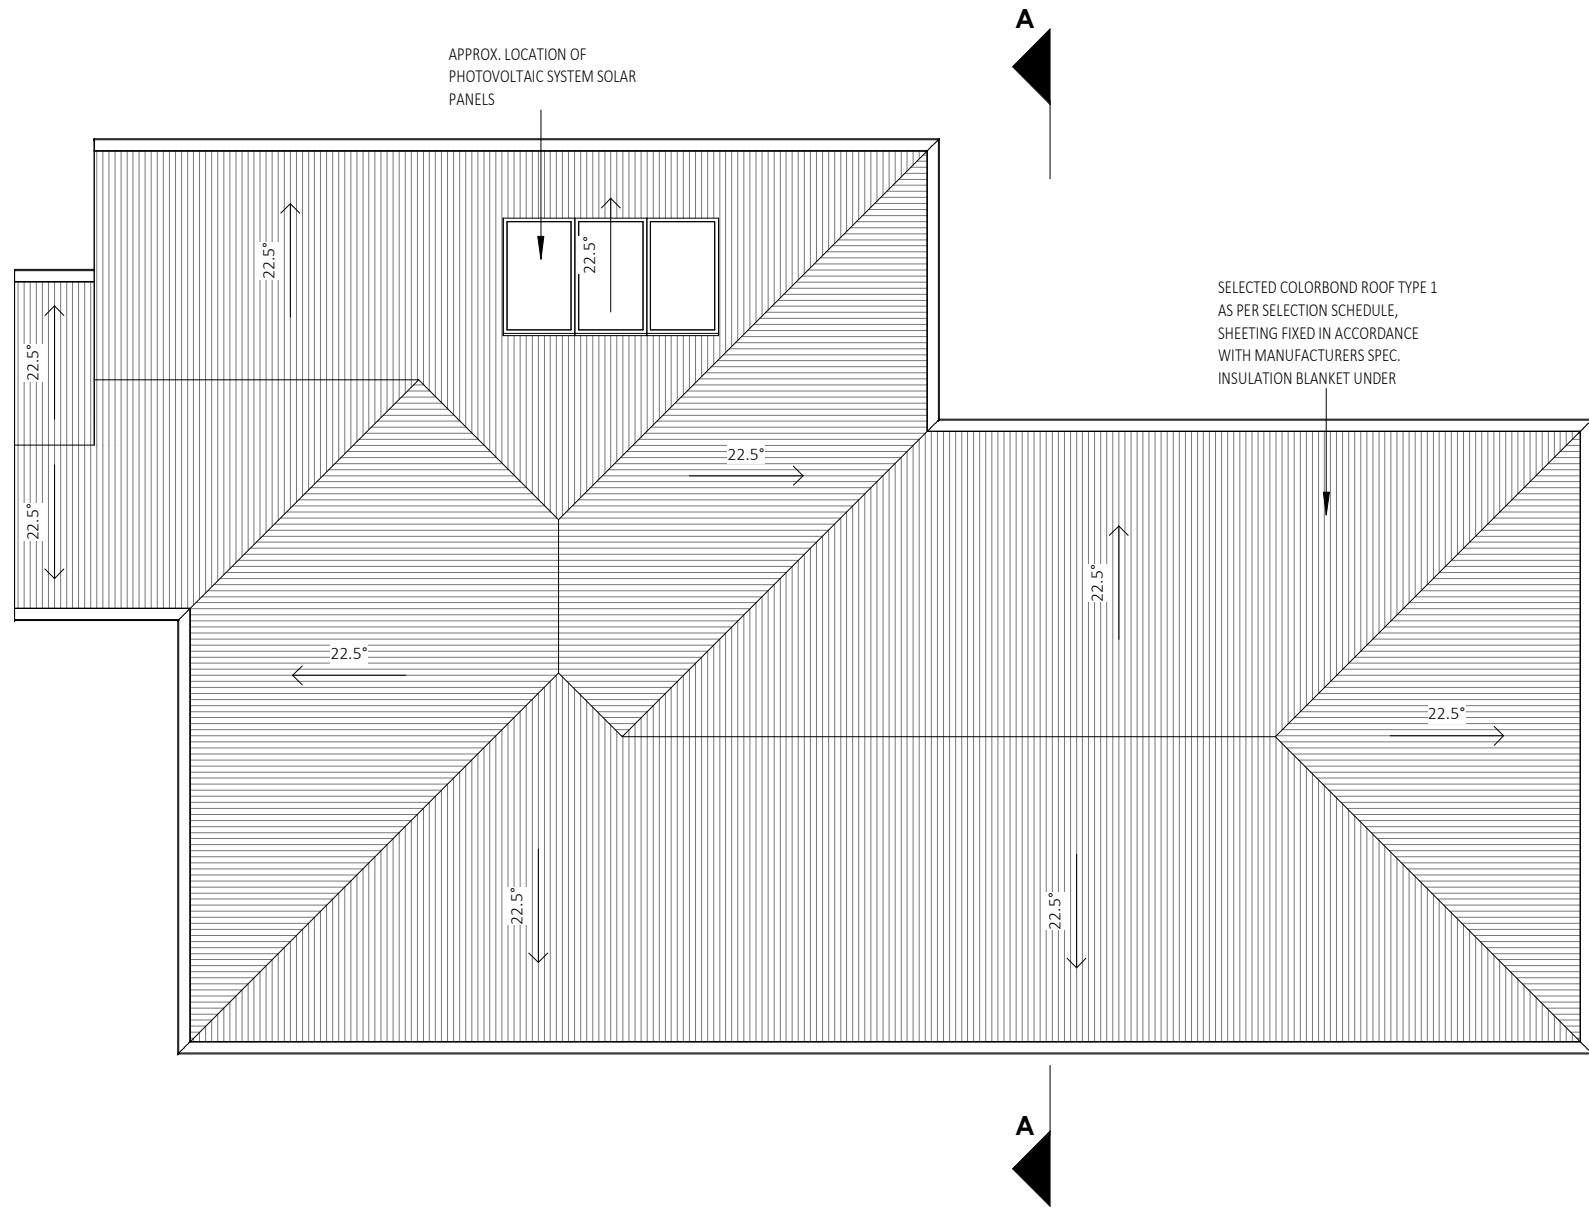 A
APPROX. LOCATION OF
PHOTOVOLTAIC SYSTEM SOLAR
PANELS
22.5°
22.5°
22.5°
22.5°
22.5°
SELECTED COLORBOND ROOF TYPE 1
AS PER SELECTION SCHEDULE,
SHEETING FIXED IN ACCORDANCE
WITH MANUFACTURERS SPEC.
INSULATION BLANKET UNDER
22.5°
22.5°
22.5°
22.5°
22.5°
A